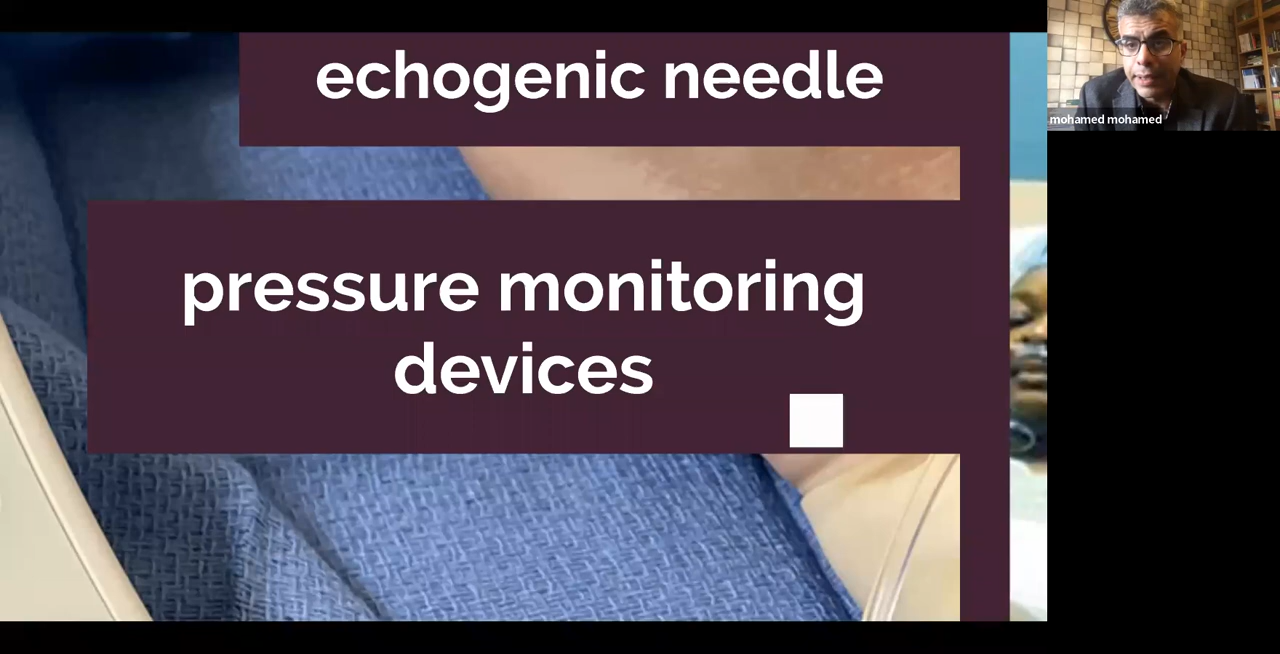 echogenic needle
mohamed mohamed
pressure monitoring
devices